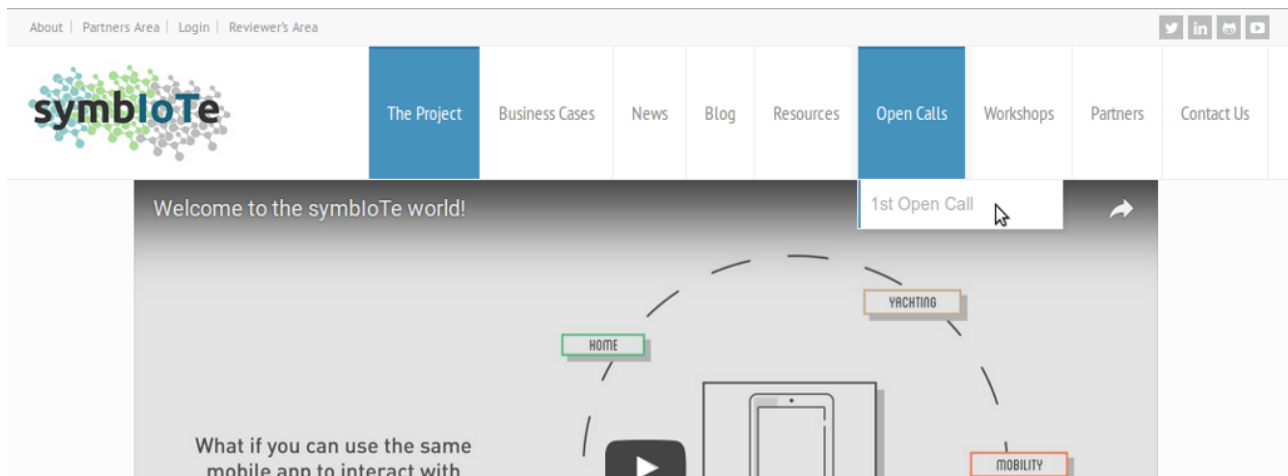 About | Partners Area | Login | Reviewer's Area
symbIoTe
The Project Business Cases News Blog Resources Open Calls Workshops Partners Contact Us
1st Open Call
Welcome to the symbIoTe world!
YACHTING
HOME
What if you can use the same
mobile app to interact with
MOBILITY